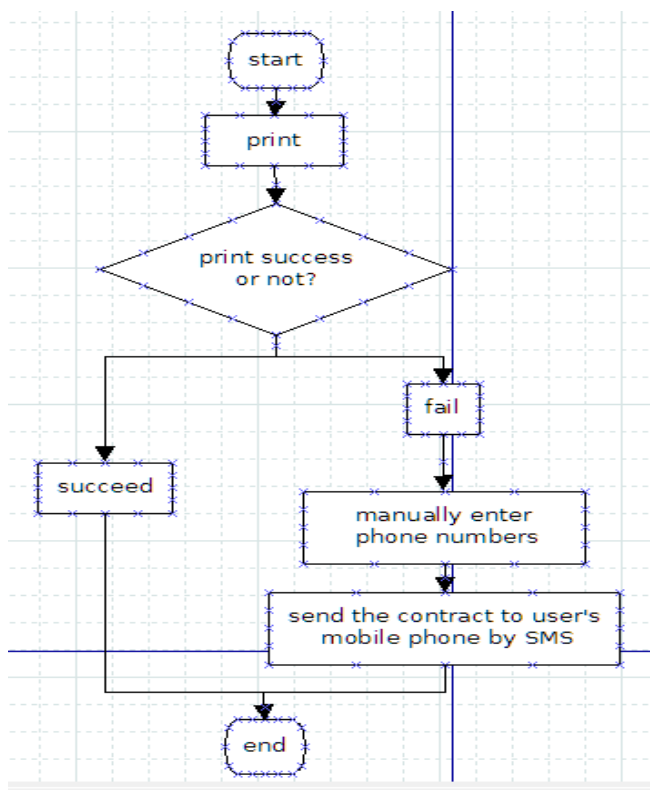 start
print
print success
or not?
fail
succeed
manually enter
phone numbers
send the contract to user's
mobile phone by SMS
end